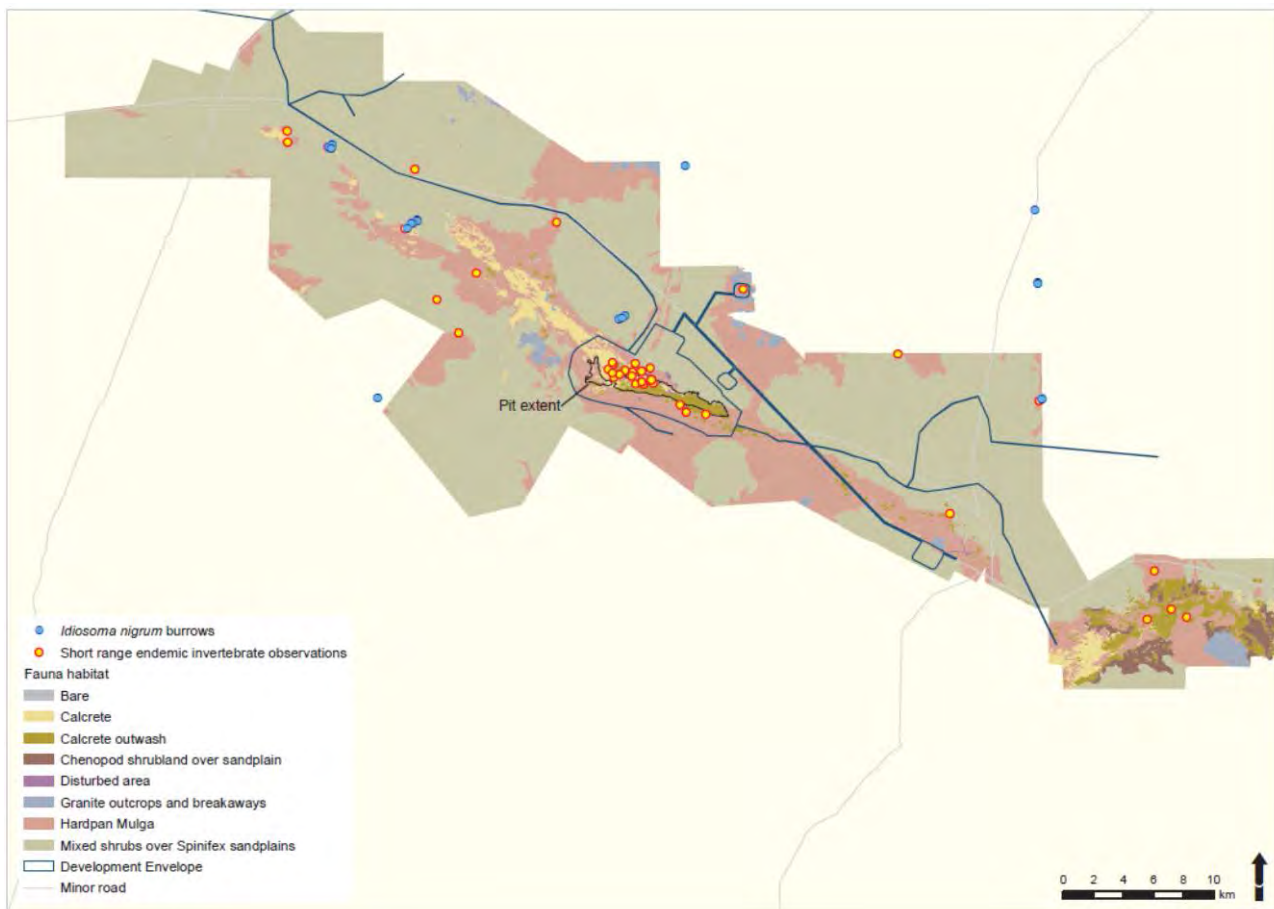 Pit extent
Idiosoma nigrum burrows
Short range endemic invertebrate observations
Fauna habitat
Bare
Calcrete
Calcrete outwash
Chenopod shrubland over sandplain
Disturbed area
Granite outcrops and breakaways
Hardpan Mulga
Mixed shrubs over Spinifex sandplains
Development Envelope
Minor road
0 2 4 6 8 10
km